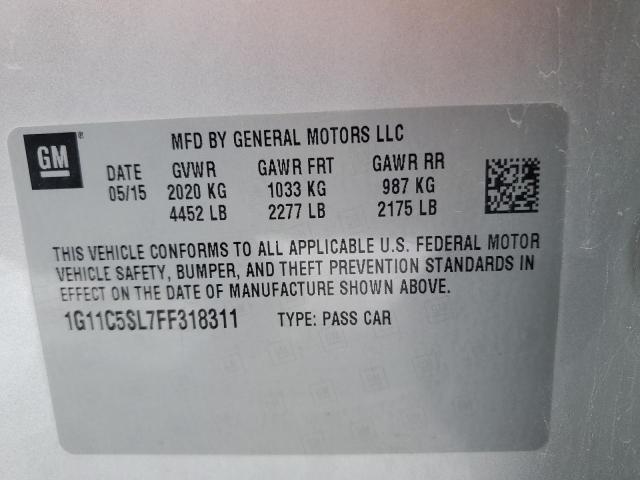 GM ®
MFD BY GENERAL MOTORS LLC
DATE GVWR GAWR FRT GAWR RR
05/15 2020 KG 1033 KG 987 KG
4452 LB 2277 LB 2175 LB
THIS VEHICLE CONFORMS TO ALL APPLICABLE U.S. FEDERAL MOTOR
VEHICLE SAFETY, BUMPER, AND THEFT PREVENTION STANDARDS IN
EFFECT ON THE DATE OF MANUFACTURE SHOWN ABOVE.
1G11C5SL7FF318311 TYPE: PASS CAR